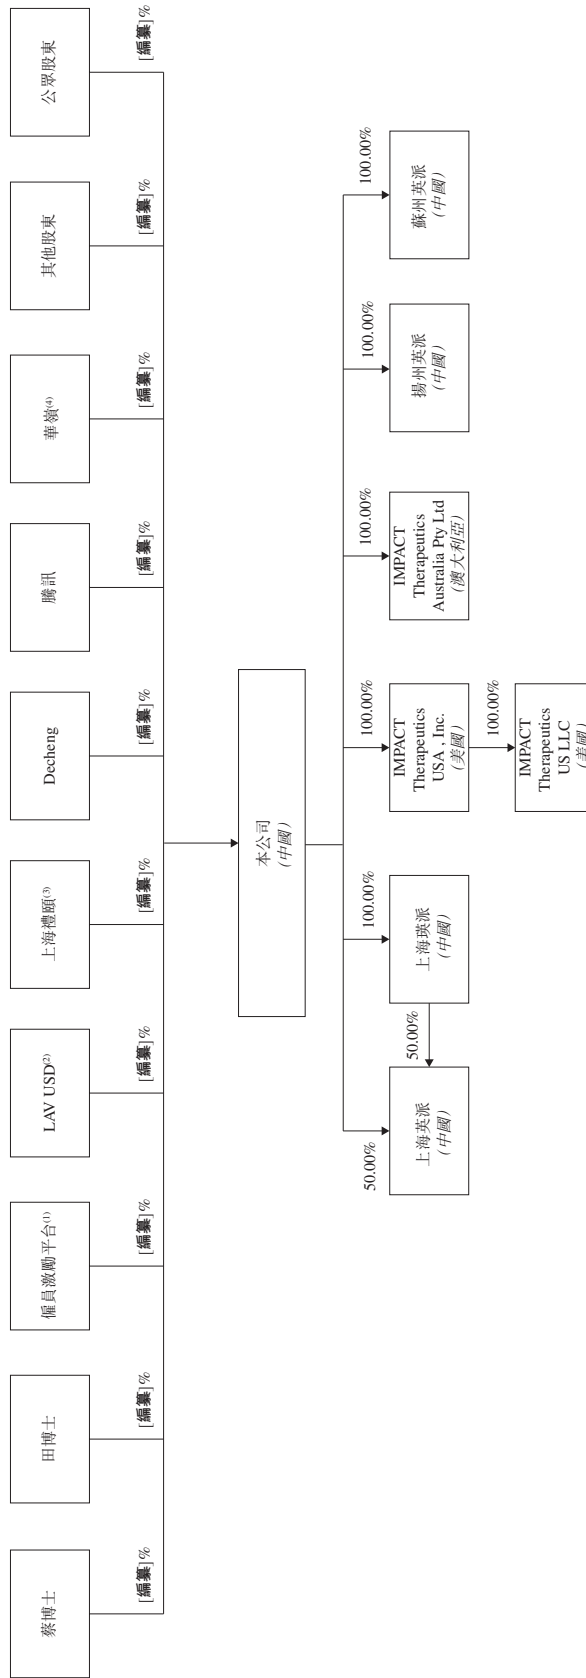 蔡博士
田博士
僱員激勵平台(1)
LAV USD(2)
上海禮頤(3)
Decheng
騰訊
華嶺(4)
其他股東
公眾股東
[編纂]%
[編纂]%
[編纂]%
[編纂]%
[編纂]%
[編纂]%
[編纂]%
[編纂]%
[編纂]%
[編纂]%
本公司
(中國)
50.00%
100.00%
100.00%
100.00%
100.00%
100.00%
上海英派
(中國)
50.00%
上海瑛派
(中國)
IMPACT
Therapeutics
USA , Inc.
(美國)
IMPACT
Therapeutics
Australia Pty Ltd
(澳大利亞)
揚州英派
(中國)
蘇州英派
(中國)
100.00%
IMPACT
Therapeutics
US LLC
(美國)